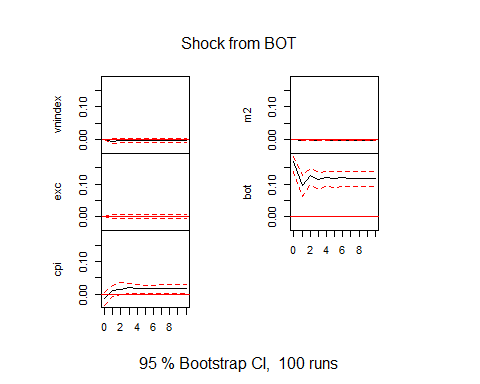 Shock from BOT
vnindex
0.00 0.10
m2
0.00 0.10
exc
0.00 0.10
bot
0.00 0.10
cpi
0.00 0.10
0 2 4 6 8
0 2 4 6 8
95 % Bootstrap CI, 100 runs